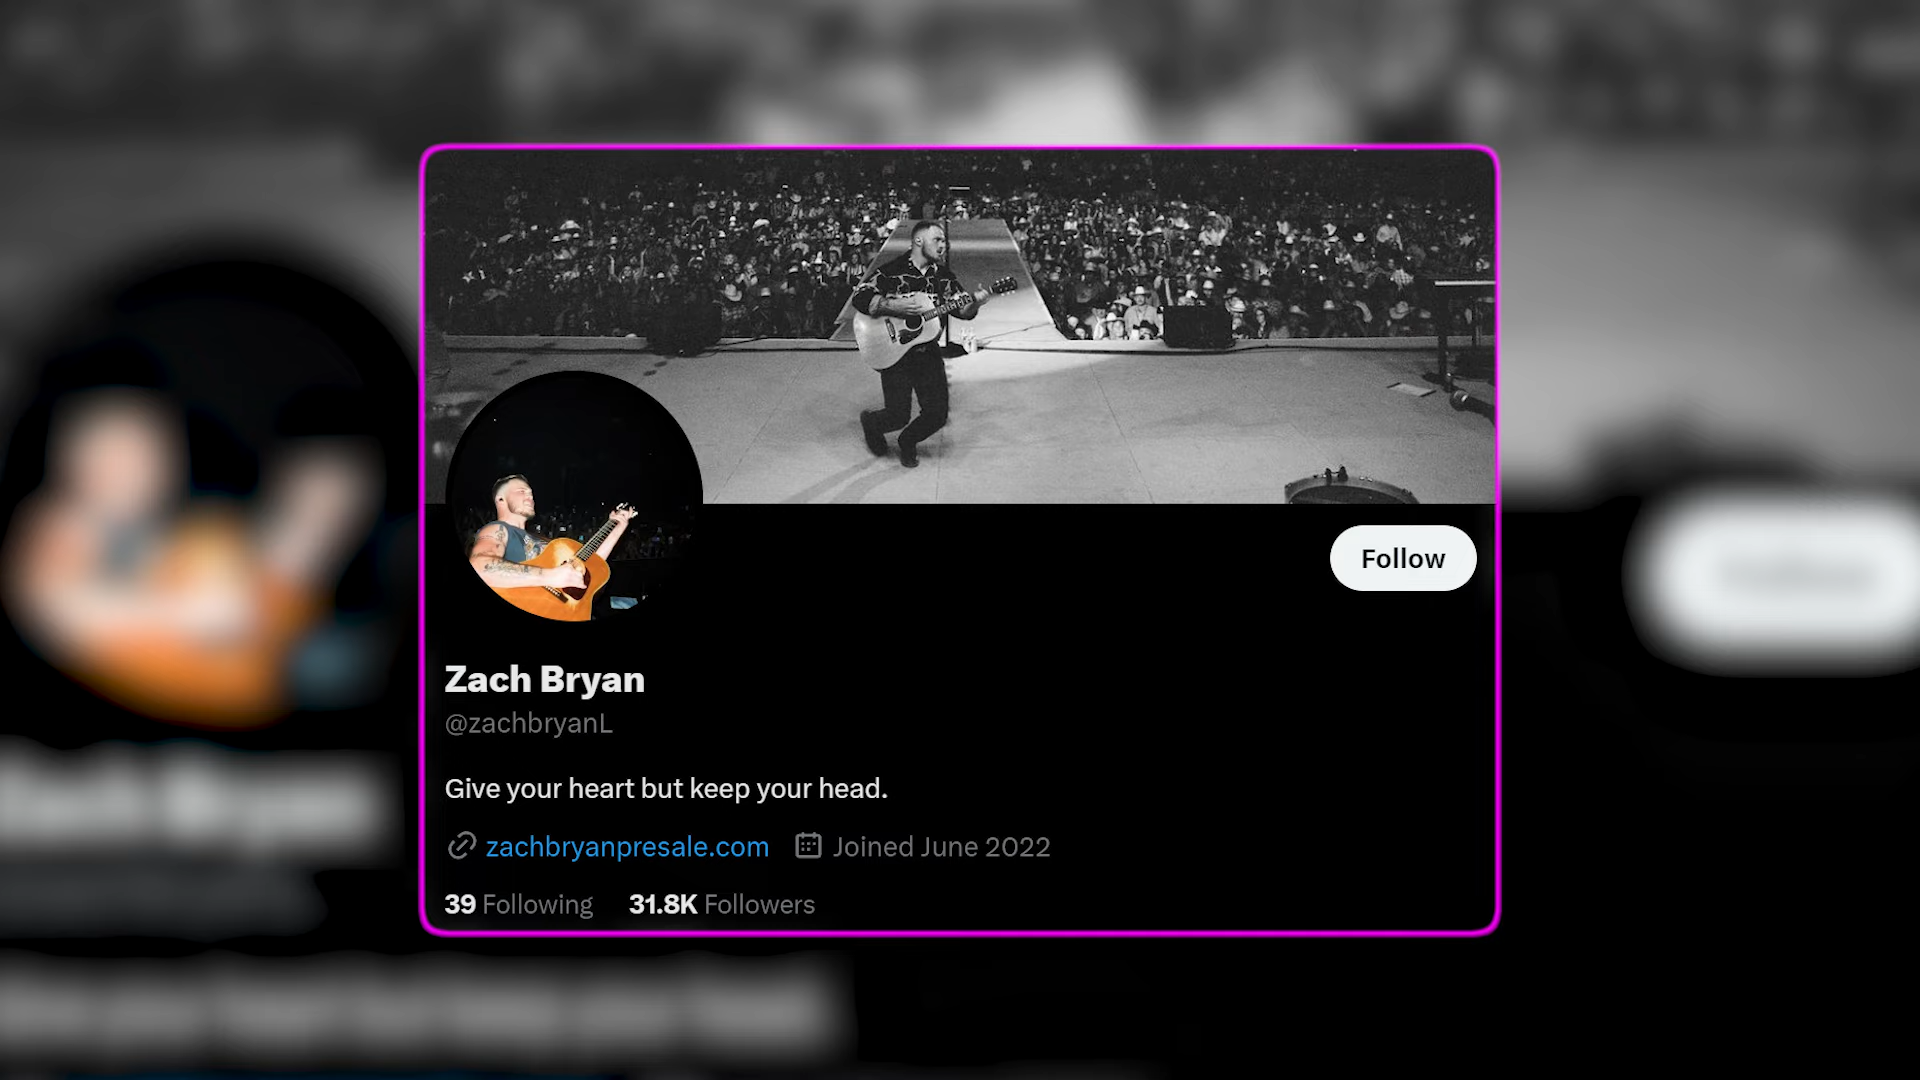 Follow
Zach Bryan
@zachbryanL
Give your heart but keep your head.
zachbryanpresale.com Joined June 2022
39 Following 31.8K Followers